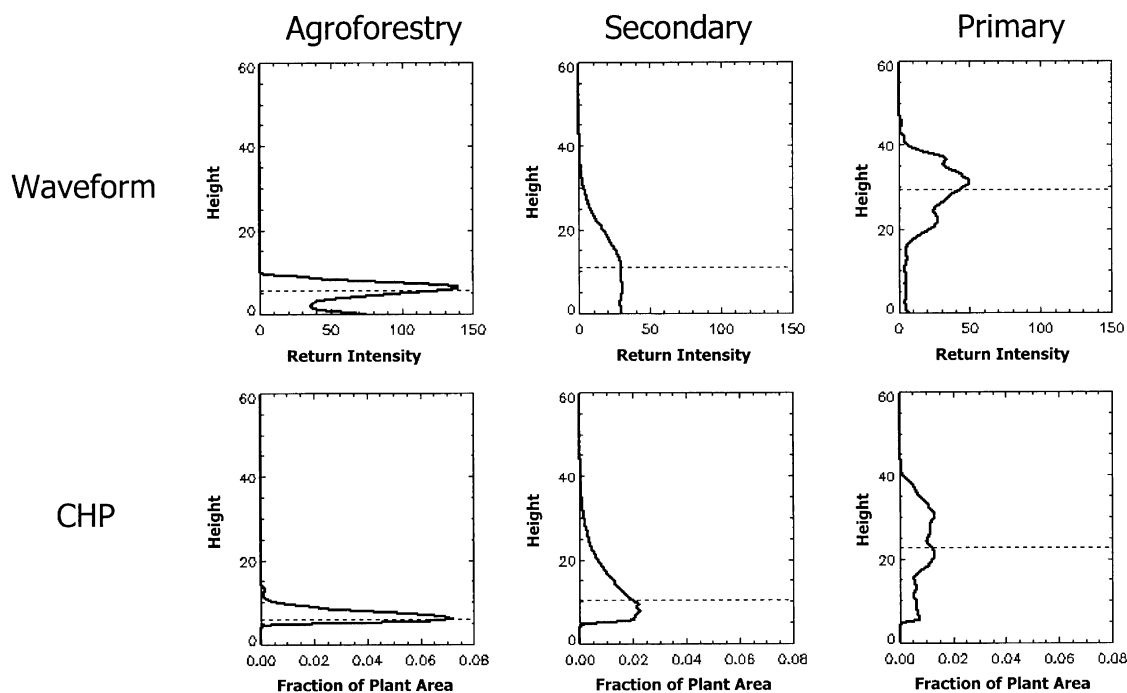 Agroforestry Secondary Primary
Waveform
Height
60
40
20
0
0 50 100 150
Return Intensity
Height
60
40
20
0
0 50 100 150
Return Intensity
Height
60
40
20
0
0 50 100 150
Return Intensity
CHP
Height
60
40
20
0
0.00 0.02 0.04 0.06 0.08
Fraction of Plant Area
Height
60
40
20
0
0.00 0.02 0.04 0.06 0.08
Fraction of Plant Area
Height
60
40
20
0
0.00 0.02 0.04 0.06 0.08
Fraction of Plant Area